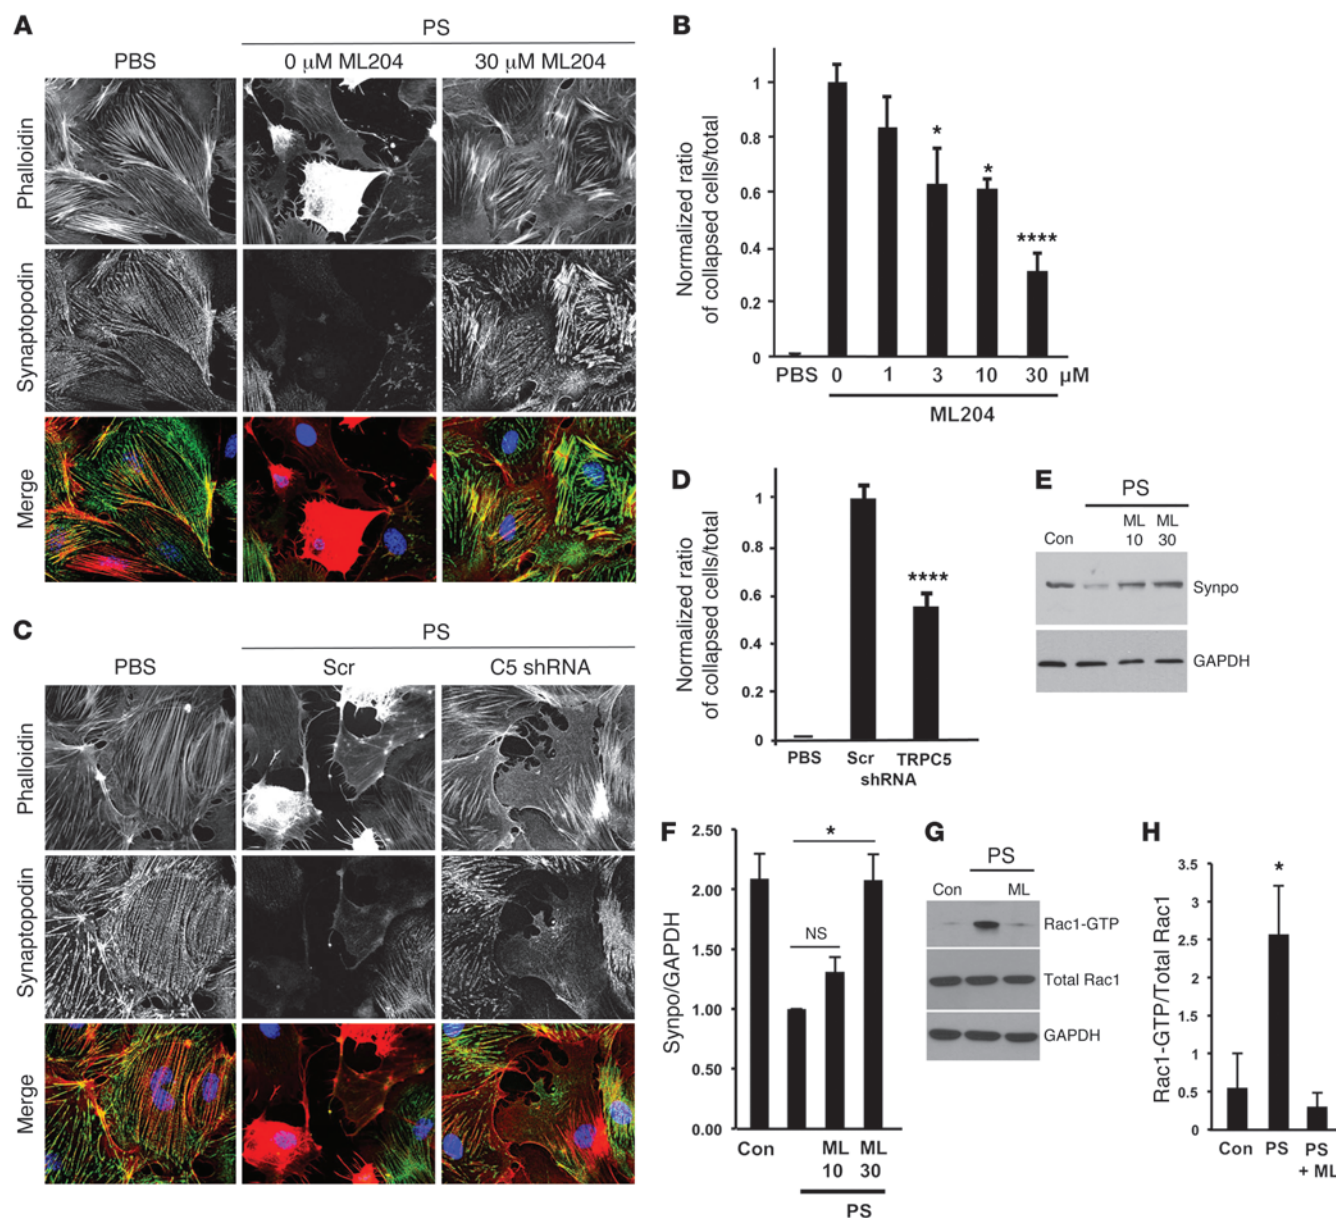 A
PS
PBS
0 μM ML204
30 μM ML204
Phalloidin
Synaptopodin
Merge
B
Normalized ratio
of collapsed cells/total
1
0.8
0.6
0.4
0.2
0
*
*
****
PBS
0
1
3
10
30
μM
ML204
C
PS
PBS
Scr
C5 shRNA
Phalloidin
Synaptopodin
Merge
D
Normalized ratio
of collapsed cells/total
1
0.8
0.6
0.4
0.2
0
****
PBS
Scr
TRPC5
shRNA
E
PS
Con
ML
10
ML
30
Synpo
GAPDH
F
Synpo/GAPDH
2.50
2.00
1.50
1.00
0.50
0.00
*
NS
Con
ML
10
ML
30
PS
G
PS
Con
ML
Rac1-GTP
Total Rac1
GAPDH
H
Rac1-GTP/Total Rac1
3.5
3
2.5
2
1.5
1
0.5
0
*
Con
PS
PS
+ ML